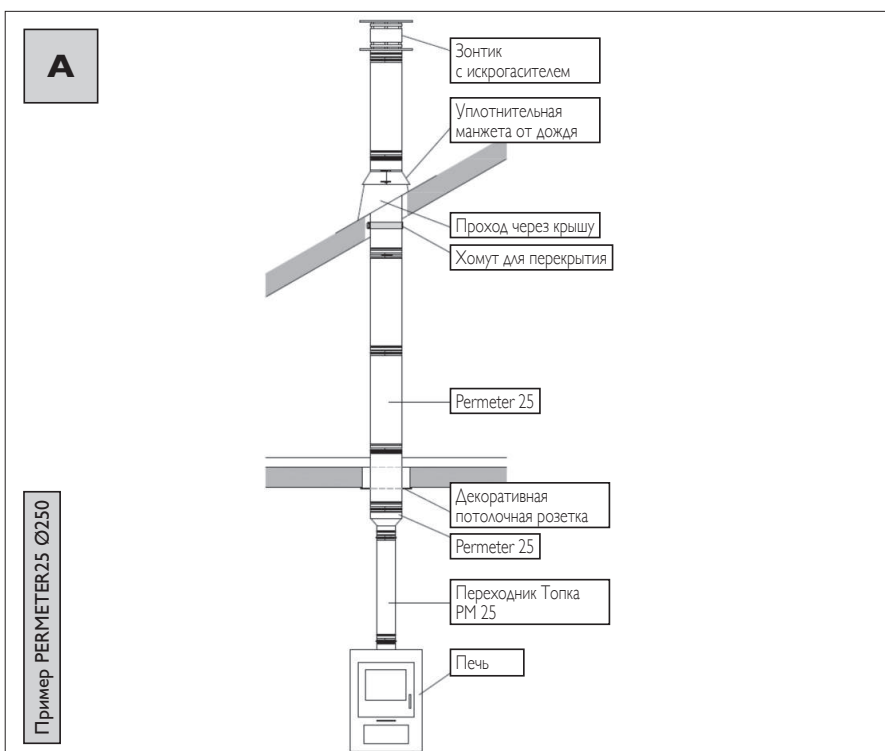 A
Зонтик
с искрогасителем
Уплотнительная
манжета от дождя
Проход через крышу
Хомут для перекрытия
Permeter 25
Декоративная
потолочная розетка
Permeter 25
Переходник Топка
PM 25
Печь
Пример PERMETER25 Ø250